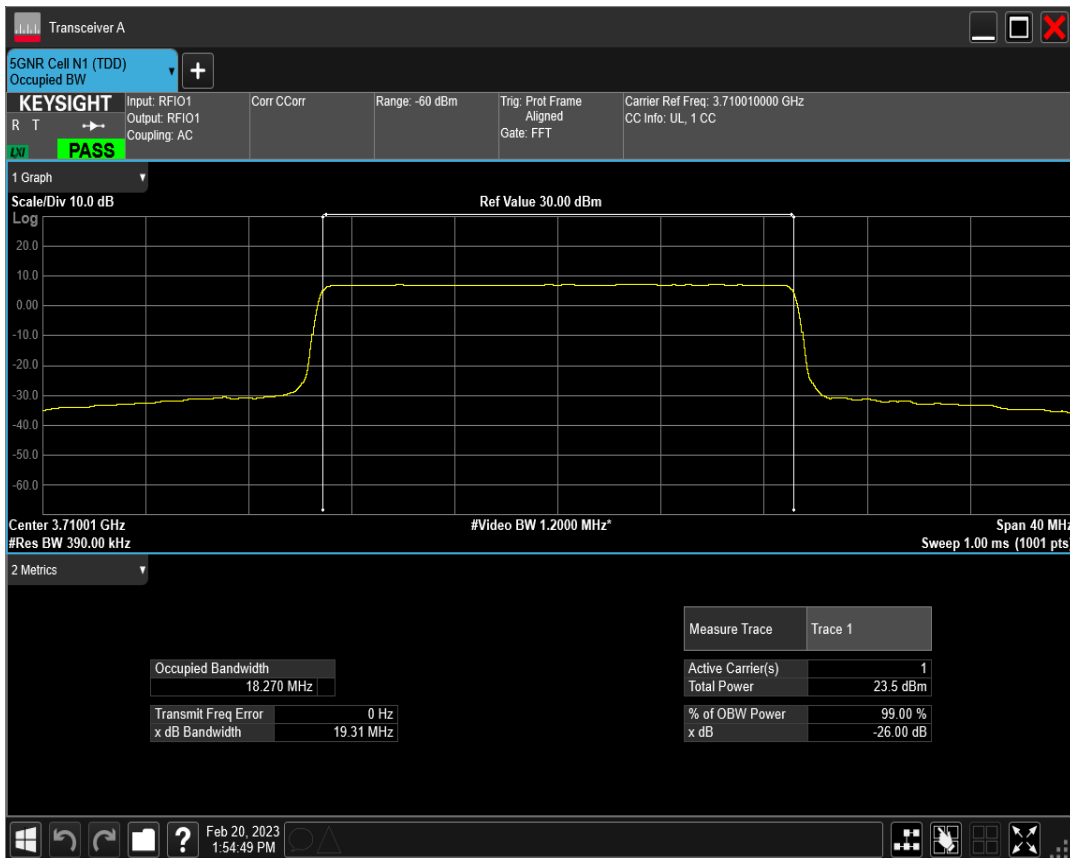 Transceiver A
5GNR Cell N1 (TDD)
Occupied BW
KEYSIGHT
R T
LXI
PASS
Input: RFIO1
Output: RFIO1
Coupling: AC
Corr CCorr
Range: -60 dBm
Trig: Prot Frame
Aligned
Gate: FFT
Carrier Ref Freq: 3.710010000 GHz
CC Info: UL, 1 CC
1 Graph
Scale/Div 10.0 dB
Ref Value 30.00 dBm
Log
20.0
10.0
0.00
-10.0
-20.0
-30.0
-40.0
-50.0
-60.0
Center 3.71001 GHz
#Video BW 1.2000 MHz*
Span 40 MHz
#Res BW 390.00 kHz
Sweep 1.00 ms (1001 pts)
2 Metrics
Measure Trace
Trace 1
Occupied Bandwidth
18.270 MHz
Active Carrier(s) 1
Total Power 23.5 dBm
Transmit Freq Error 0 Hz
x dB Bandwidth 19.31 MHz
% of OBW Power 99.00 %
x dB -26.00 dB
?
Feb 20, 2023
1:54:49 PM